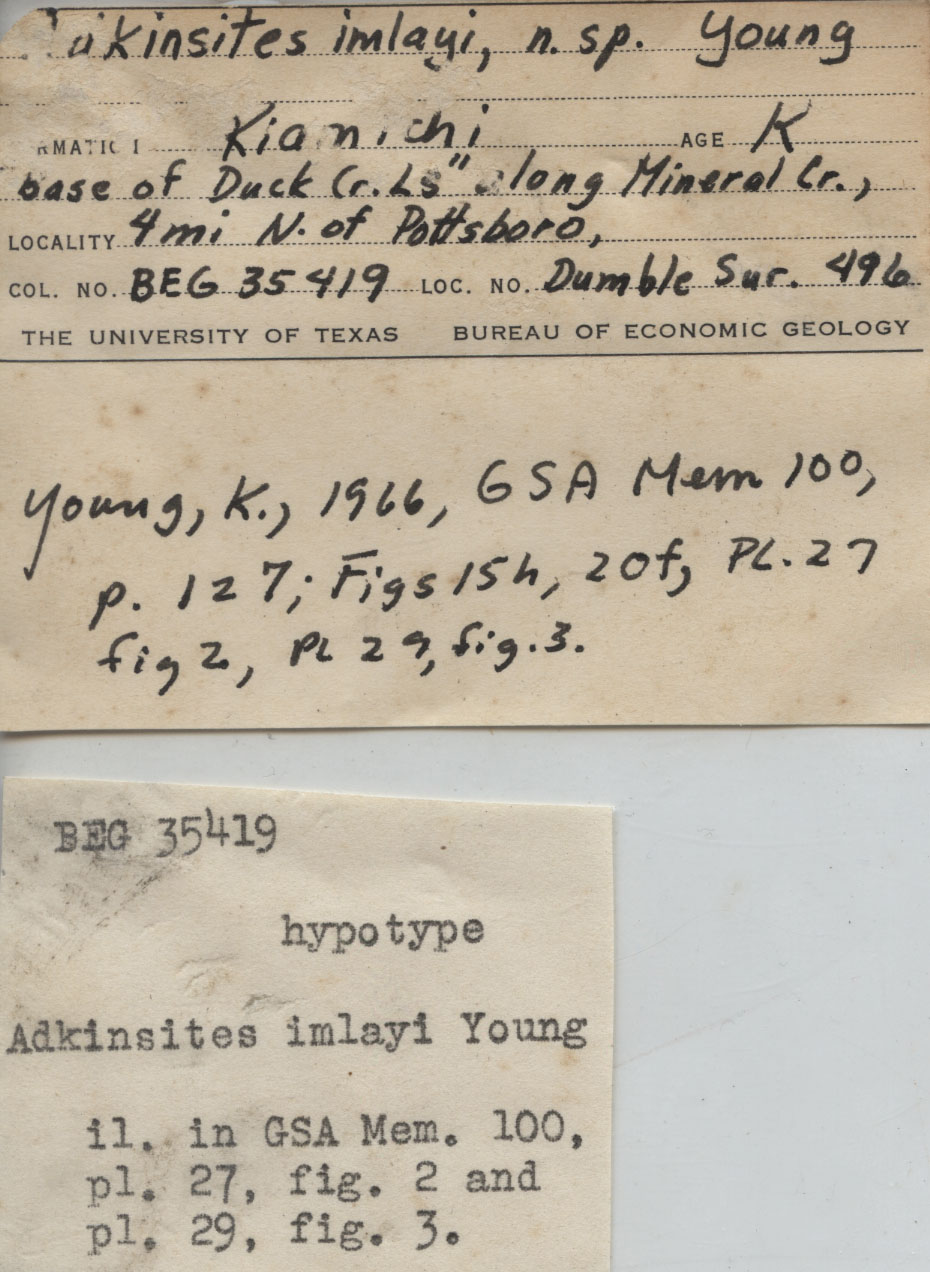 Adkinsites imlayi, n. sp. Young
RMATIO Kiamichi AGE K
base of Duck Cr. Ls" along Mineral Cr.,
LOCALITY 4 mi N. of Pottsboro,
COL. NO. BEG 35419 LOC. NO. Dumble Sur. 496
THE UNIVERSITY OF TEXAS BUREAU OF ECONOMIC GEOLOGY
Young, K., 1966, GSA Mem 100,
p. 127; Figs 15h, 20f, PL. 27
fig 2, PL 29, fig. 3.
BEG 35419
hypotype
Adkinsites imlayi Young
il. in GSA Mem. 100,
pl. 27, fig. 2 and
pl. 29, fig. 3.